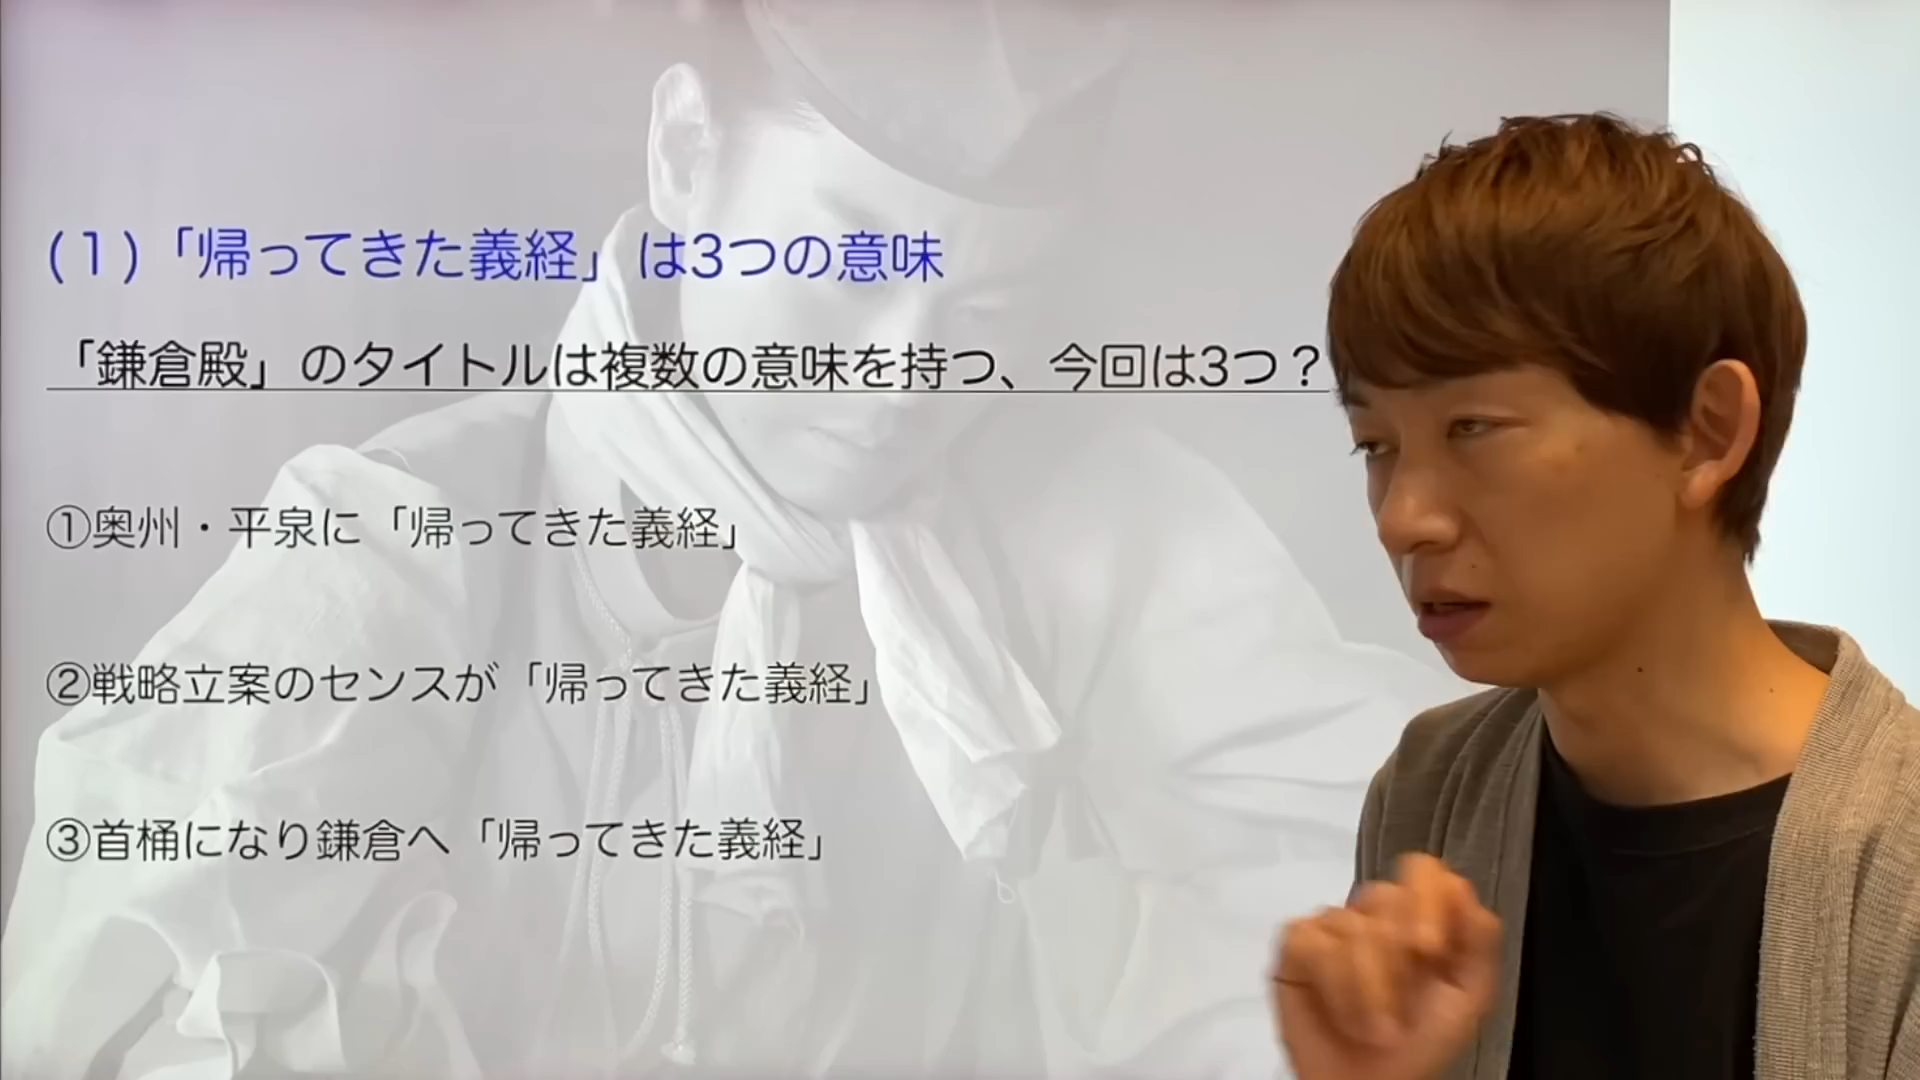 (１)「帰ってきた義経」は3つの意味
「鎌倉殿」のタイトルは複数の意味を持つ、今回は3つ？
①奥州・平泉に「帰ってきた義経」
②戦略立案のセンスが「帰ってきた義経」
③首桶になり鎌倉へ「帰ってきた義経」